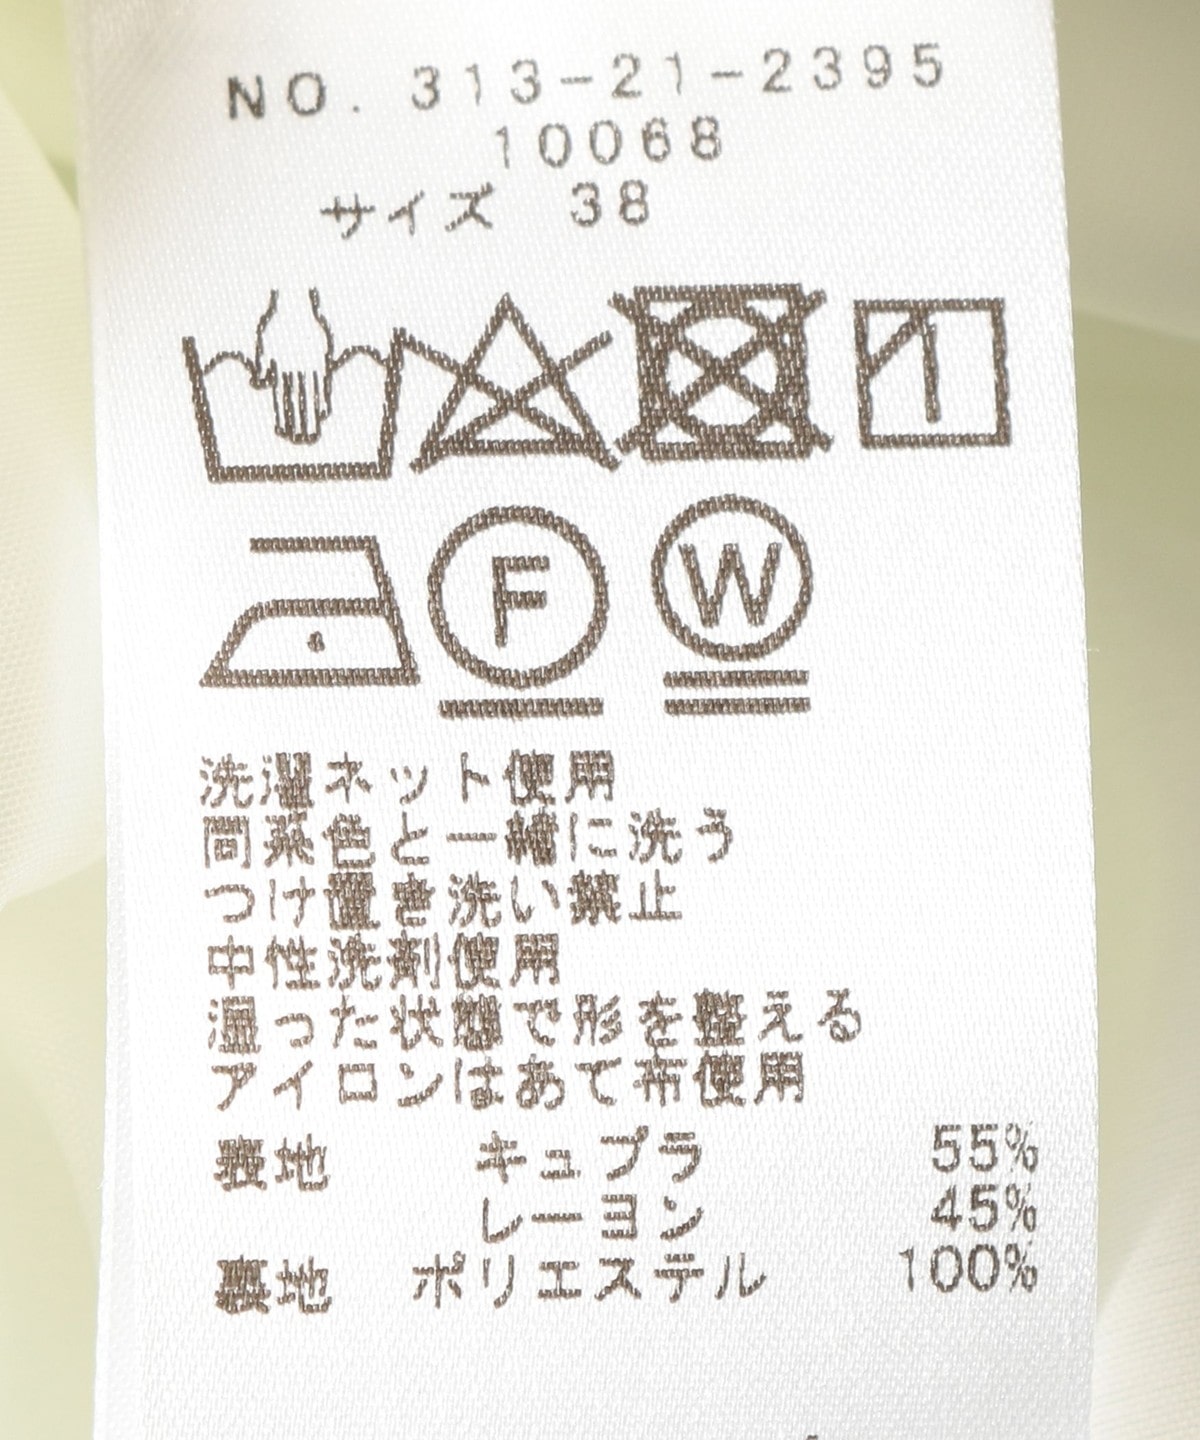 NO. 313-21-2395
10068
サイズ 38
F
W
洗濯ネット使用
同系色と一緒に洗う
つけ置き洗い禁止
中性洗剤使用
湿った状態で形を整える
アイロンはあて布使用
表地 キュプラ 55%
レーヨン 45%
裏地 ポリエステル 100%